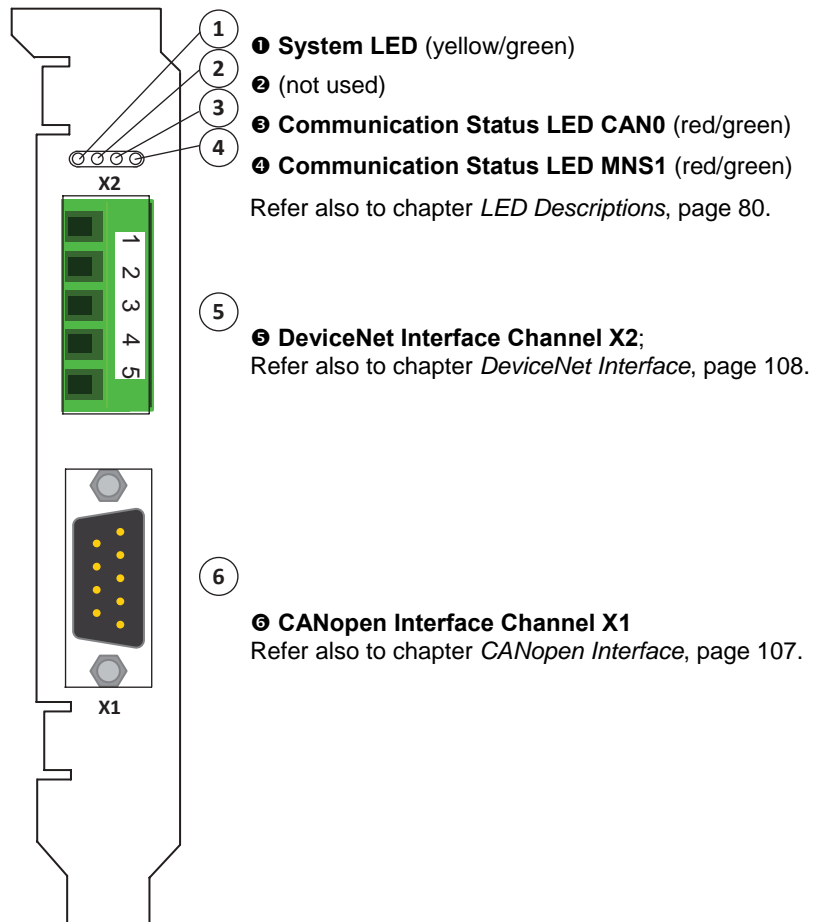 1
❶ System LED (yellow/green)
2
❷ (not used)
3
❸ Communication Status LED CAN0 (red/green)
4
❹ Communication Status LED MNS1 (red/green)
X2
Refer also to chapter LED Descriptions, page 80.
1
2
3
4
5
5
❺ DeviceNet Interface Channel X2;
Refer also to chapter DeviceNet Interface, page 108.
6
❻ CANopen Interface Channel X1
Refer also to chapter CANopen Interface, page 107.
X1